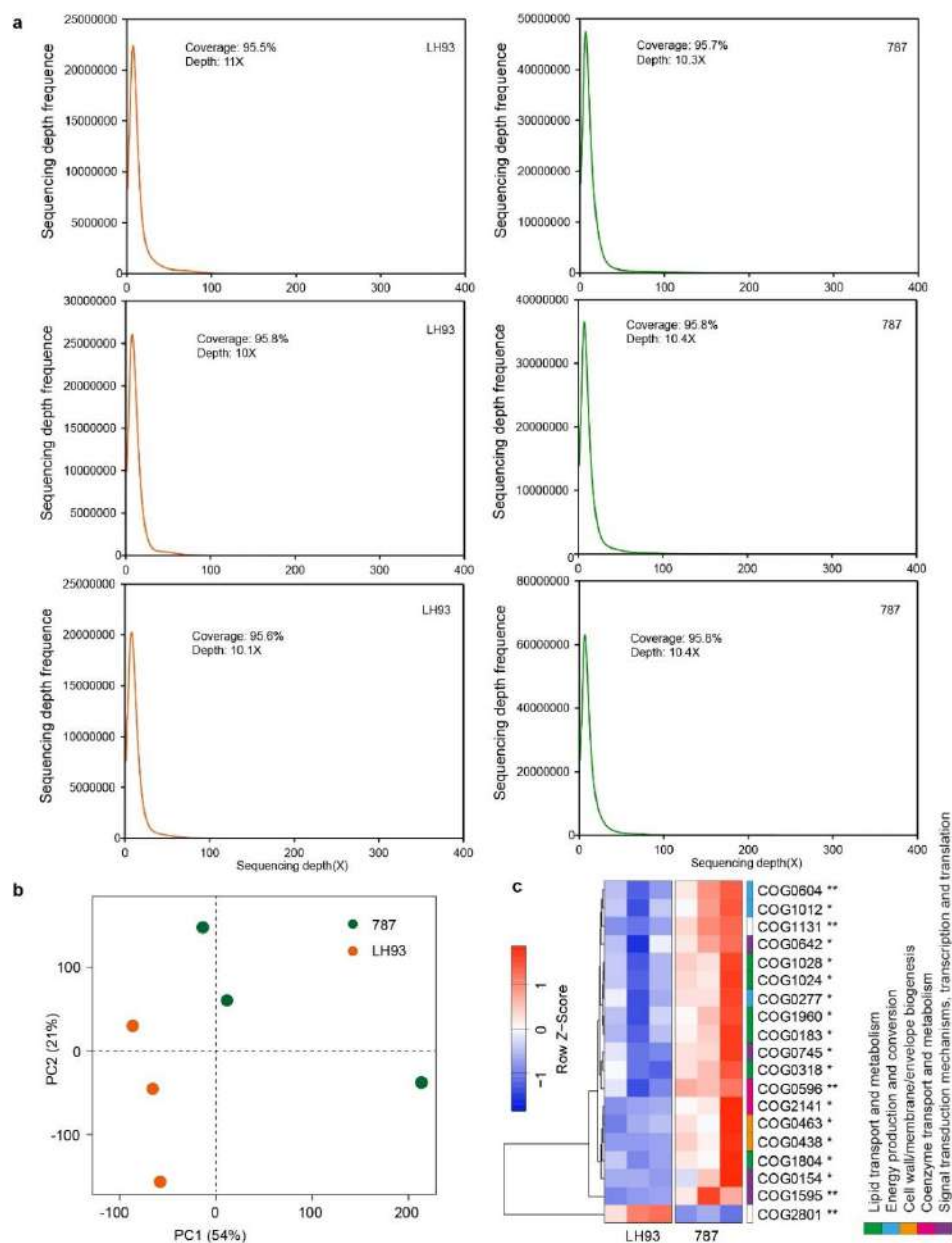 a
Sequencing depth frequence
25000000
20000000
15000000
10000000
5000000
0
0 100 200 300 400
Coverage: 95.5%
Depth: 11X
LH93
Sequencing depth frequence
50000000
40000000
30000000
20000000
10000000
0
0 100 200 300 400
Coverage: 95.7%
Depth: 10.3X
787
Sequencing depth frequence
30000000
25000000
20000000
15000000
10000000
5000000
0
0 100 200 300 400
Coverage: 95.8%
Depth: 10X
LH93
Sequencing depth frequence
40000000
30000000
20000000
10000000
0
0 100 200 300 400
Coverage: 95.8%
Depth: 10.4X
787
Sequencing depth frequence
25000000
20000000
15000000
10000000
5000000
0
0 100 200 300 400
Sequencing depth(X)
Coverage: 95.6%
Depth: 10.1X
LH93
Sequencing depth frequence
80000000
60000000
40000000
20000000
0
0 100 200 300 400
Sequencing depth(X)
Coverage: 95.8%
Depth: 10.4X
787
b
787
LH93
PC2 (21%)
100
0
-100
-100 0 100 200
PC1 (54%)
c
Row Z-Score
1
0
−1
COG0604 **
COG1012 *
COG1131 **
COG0642 *
COG1028 *
COG1024 *
COG0277 *
COG1960 *
COG0183 *
COG0745 *
COG0318 *
COG0596 **
COG2141 *
COG0463 *
COG0438 *
COG1804 *
COG0154 *
COG1595 **
COG2801 **
LH93 787
Lipid transport and metabolism
Energy production and conversion
Cell wall/membrane/envelope biogenesis
Coenzyme transport and metabolism
Signal transduction mechanisms, transcription and translation